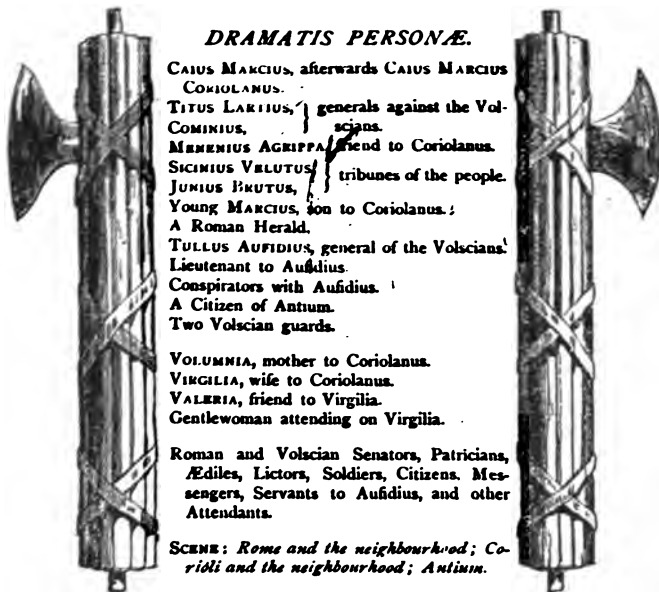 DRAMATIS PERSONÆ.
CAIUS MARCIUS, afterwards CAIUS MARCIUS
CORIOLANUS.
TITUS LARTIUS, } generals against the Vol-
COMINIUS, } scians.
MENENIUS AGRIPPA, friend to Coriolanus.
SICINIUS VELUTUS, } tribunes of the people.
JUNIUS BRUTUS, }
Young MARCIUS, son to Coriolanus.
A Roman Herald.
TULLUS AUFIDIUS, general of the Volscians.
Lieutenant to Aufidius.
Conspirators with Aufidius.
A Citizen of Antium.
Two Volscian guards.
VOLUMNIA, mother to Coriolanus.
VIRGILIA, wife to Coriolanus.
VALERIA, friend to Virgilia.
Gentlewoman attending on Virgilia.
Roman and Volscian Senators, Patricians,
Ædiles, Lictors, Soldiers, Citizens, Mes-
sengers, Servants to Aufidius, and other
Attendants.
SCENE: Rome and the neighbourhood; Co-
rioli and the neighbourhood; Antium.